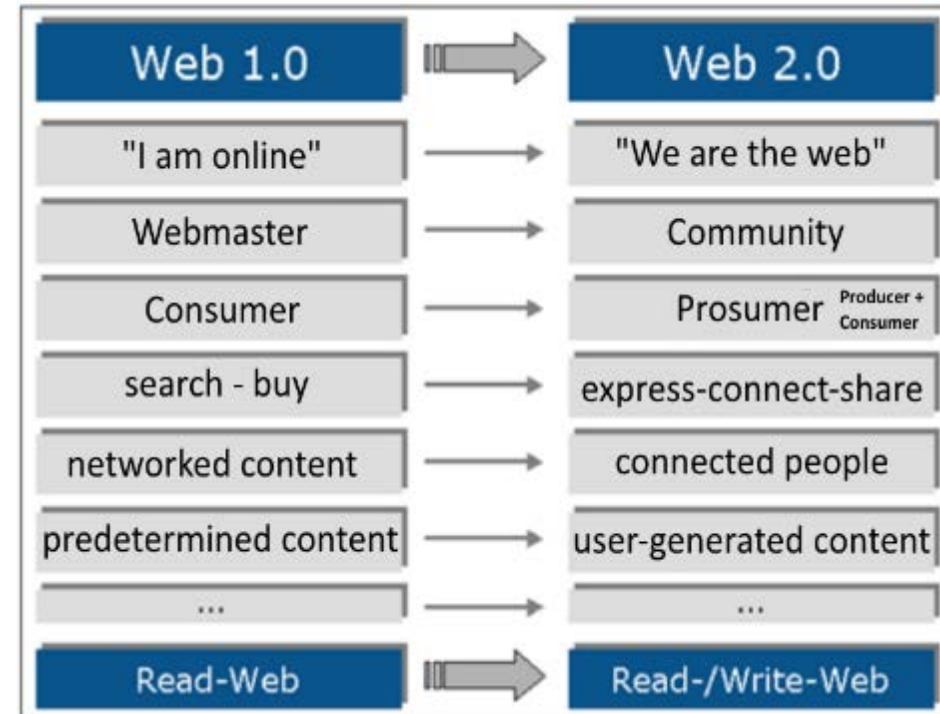 Web 1.0 Web 2.0
"I am online" "We are the web"
Webmaster Community
Consumer Prosumer Producer + Consumer
search - buy express-connect-share
networked content connected people
predetermined content user-generated content
... ...
Read-Web Read-/Write-Web